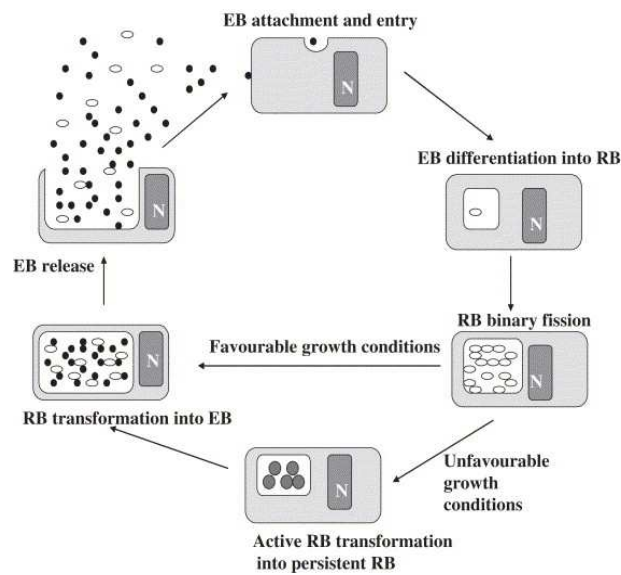 EB attachment and entry
N
EB differentiation into RB
N
N
EB release
RB binary fission
Favourable growth conditions
N
N
RB transformation into EB
Unfavourable
growth
conditions
N
Active RB transformation
into persistent RB